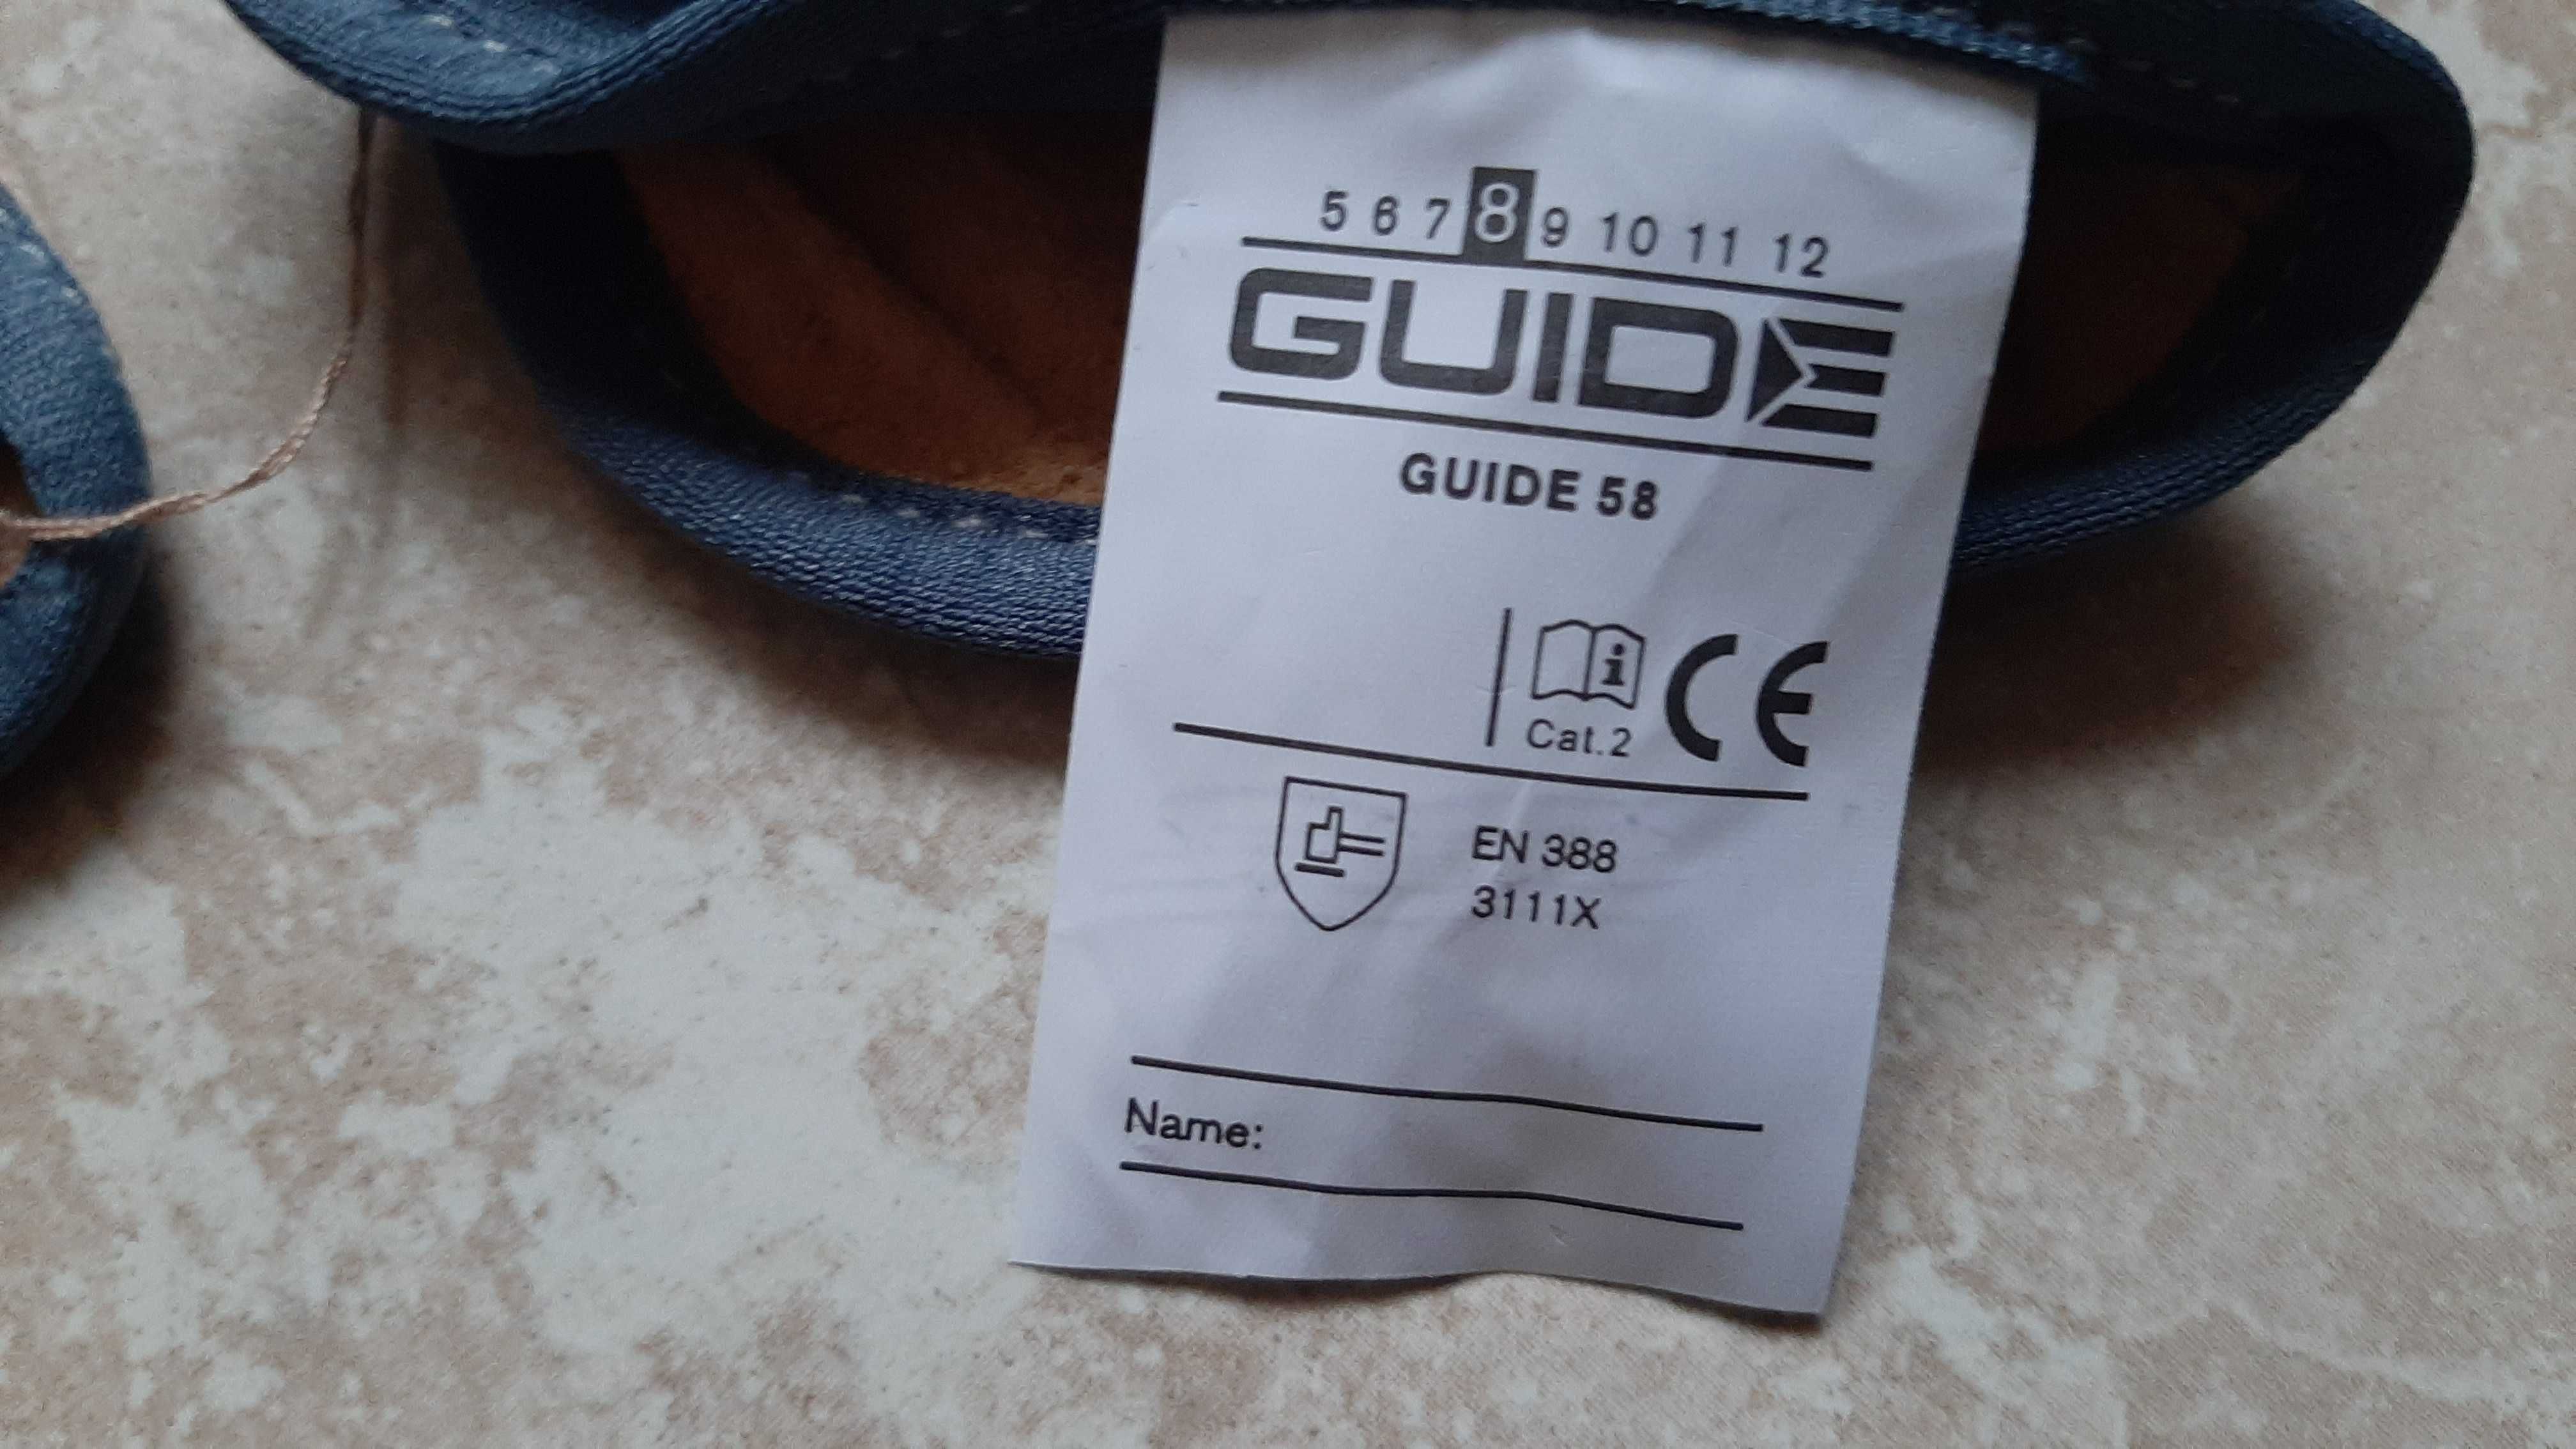 5 6 7 8 9 10 11 12
GUIDE
GUIDE 58
i
Cat.2
CE
EN 388
3111X
Name: